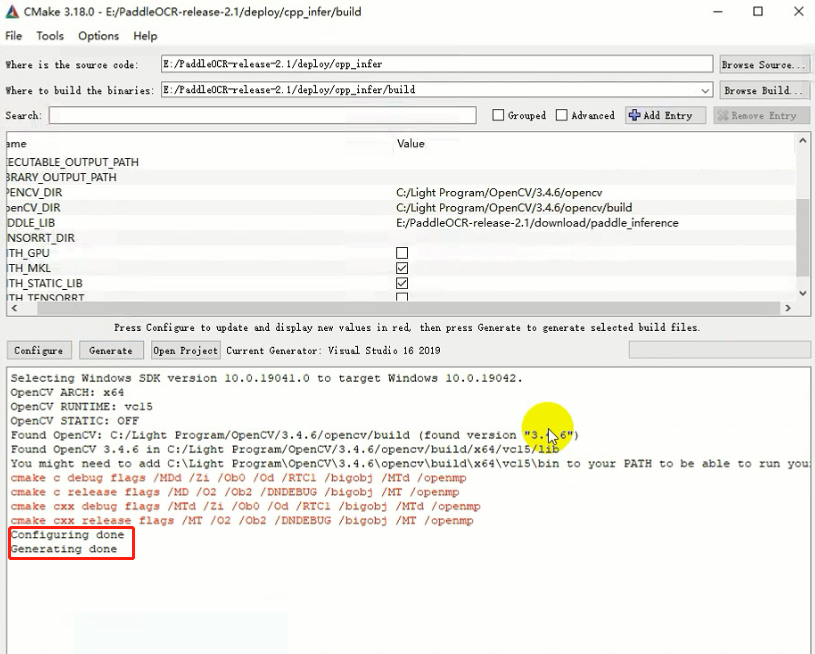 CMake 3.18.0 - E:/PaddleOCR-release-2.1/deploy/cpp_infer/build
File Tools Options Help
Where is the source code: E:/PaddleOCR-release-2.1/deploy/cpp_infer Browse Source...
Where to build the binaries: E:/PaddleOCR-release-2.1/deploy/cpp_infer/build Browse Build...
Search: Grouped Advanced Add Entry Remove Entry
ame Value
ECUTABLE_OUTPUT_PATH
BRARY_OUTPUT_PATH
PENCV_DIR C:/Light Program/OpenCV/3.4.6/opencv
penCV_DIR C:/Light Program/OpenCV/3.4.6/opencv/build
DDLE_LIB E:/PaddleOCR-release-2.1/download/paddle_inference
NSORRT_DIR
ITH_GPU
ITH_MKL
ITH_STATIC_LIB
ITH_TENSORRT
Press Configure to update and display new values in red, then press Generate to generate selected build files.
Configure Generate Open Project Current Generator: Visual Studio 16 2019
Selecting Windows SDK version 10.0.19041.0 to target Windows 10.0.19042.
OpenCV ARCH: x64
OpenCV RUNTIME: vc15
OpenCV STATIC: OFF
Found OpenCV: C:/Light Program/OpenCV/3.4.6/opencv/build (found version "3.4.6")
Found OpenCV 3.4.6 in C:/Light Program/OpenCV/3.4.6/opencv/build/x64/vc15/lib
You might need to add C:\Light Program\OpenCV\3.4.6\opencv\build\x64\vc15\bin to your PATH to be able to run you
cmake c debug flags /MDd /Zi /Ob0 /Od /RTC1 /bigobj /MTd /openmp
cmake c release flags /MD /O2 /Ob2 /DNDEBUG /bigobj /MT /openmp
cmake cxx debug flags /MTd /Zi /Ob0 /Od /RTC1 /bigobj /MTd /openmp
cmake cxx release flags /MT /O2 /Ob2 /DNDEBUG /bigobj /MT /openmp
Configuring done
Generating done